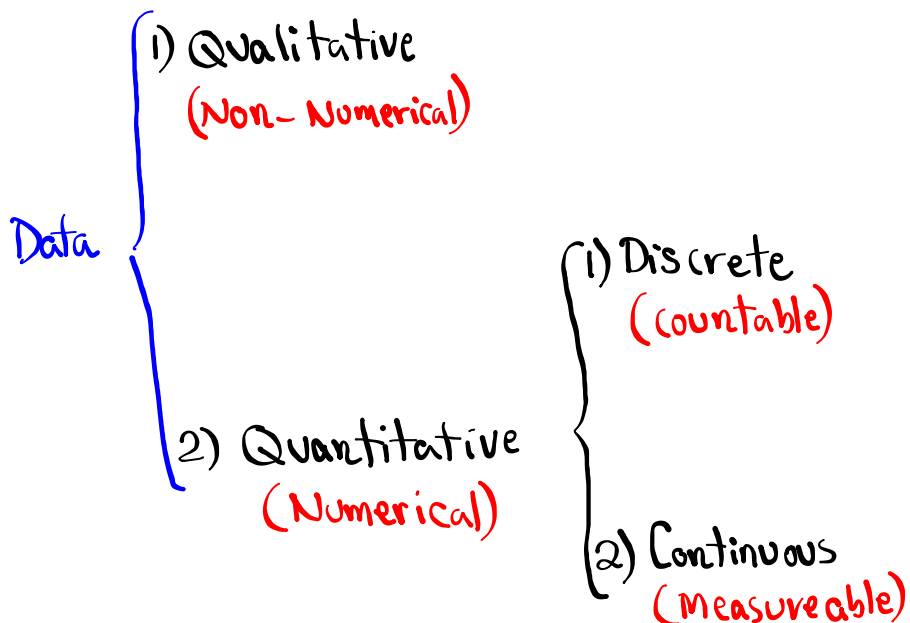 1) Qualitative
(Non-Numerical)
Data
2) Quantitative
(Numerical)
1) Discrete
(countable)
2) Continuous
(Measureable)